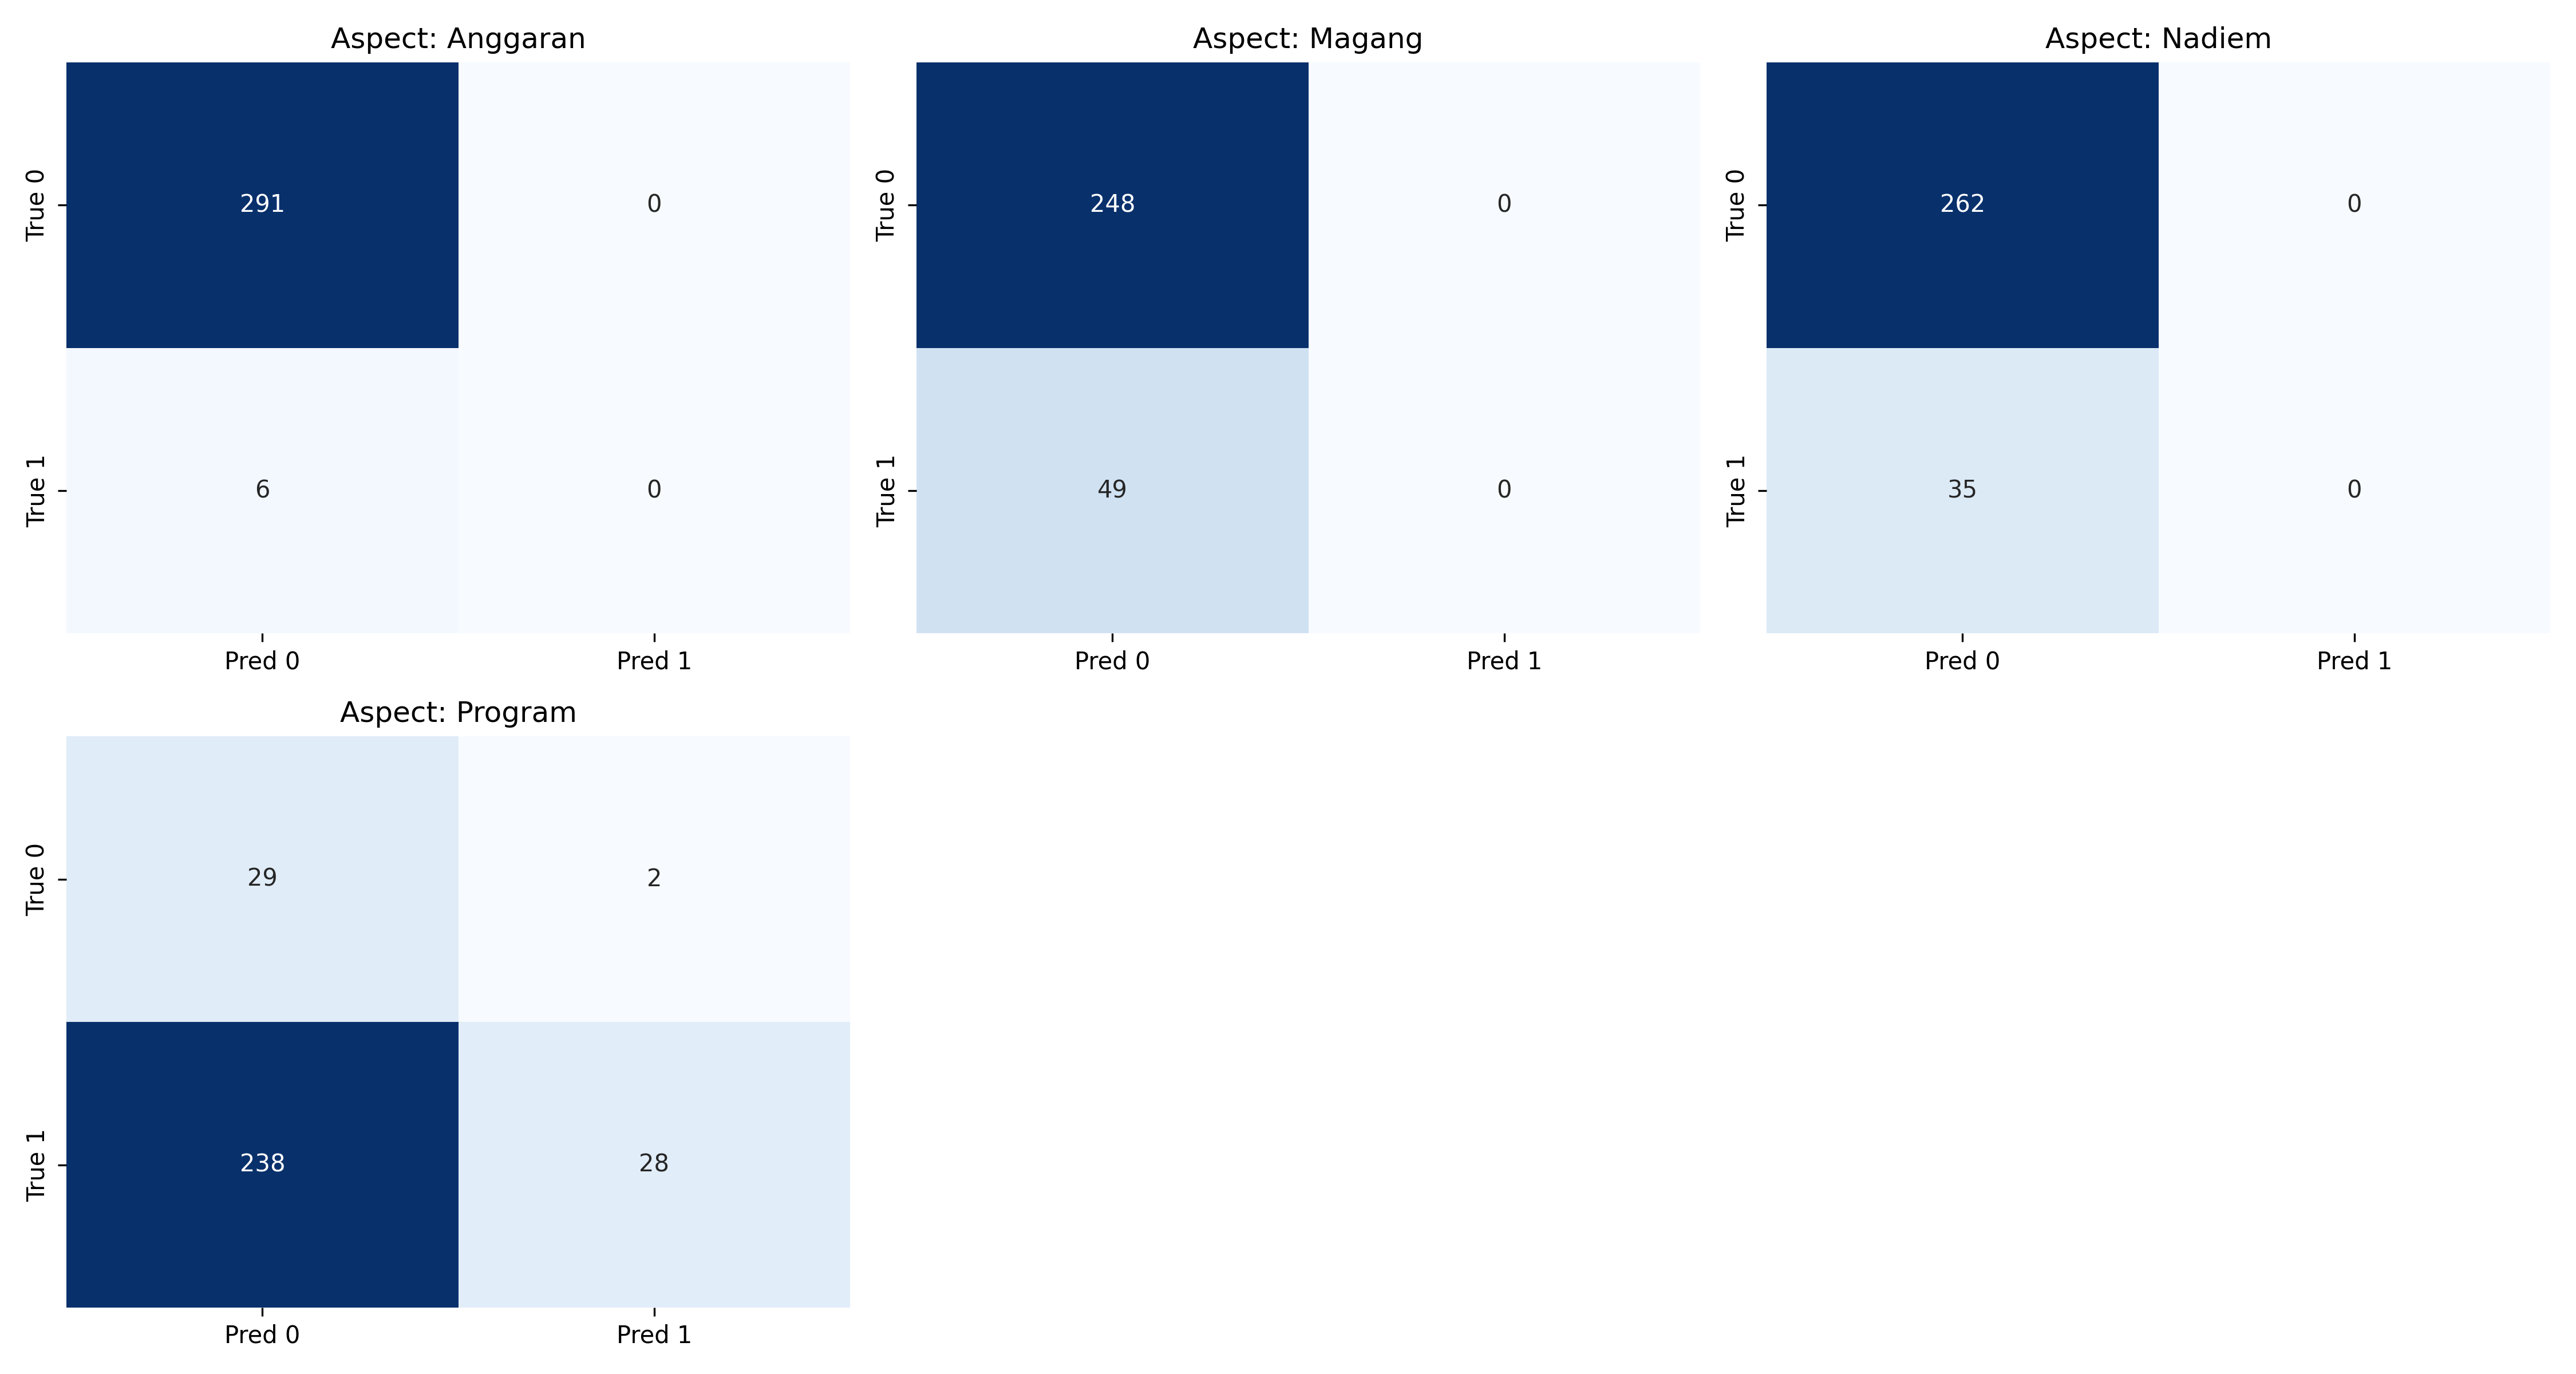 Aspect: Anggaran
True 0
291
0
True 1
6
0
Pred 0
Pred 1
Aspect: Magang
True 0
248
0
True 1
49
0
Pred 0
Pred 1
Aspect: Nadiem
True 0
262
0
True 1
35
0
Pred 0
Pred 1
Aspect: Program
True 0
29
2
True 1
238
28
Pred 0
Pred 1